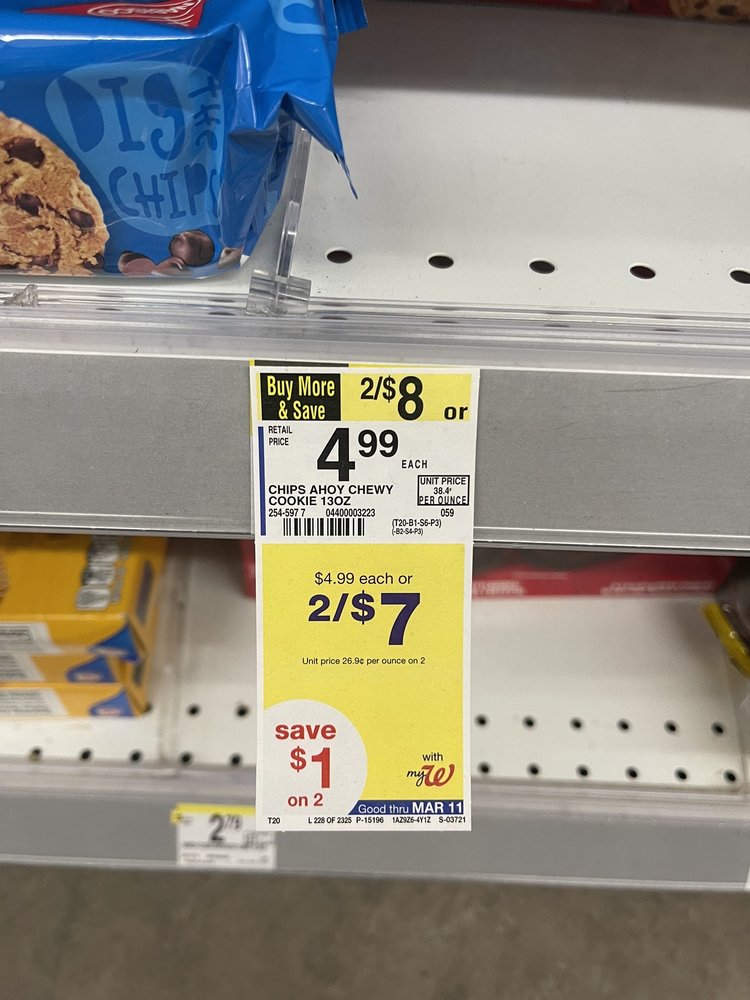 DIS
THE
CHIPS
Buy More
& Save
2/$8 or
RETAIL
PRICE
4.99
EACH
CHIPS AHOY CHEWY
COOKIE 13OZ
UNIT PRICE
38.4¢
PER OUNCE
254-597 7 04400003223 059
(T20-B1-S6-P3)
(-B2-S4-P3)
$4.99 each or
2/$7
Unit price 26.9¢ per ounce on 2
save
$1
on 2
with
myW
Good thru MAR 11
T20 L 228 OF 2325 P-15196 1AZ9Z6-4Y1Z S-03721
2.79